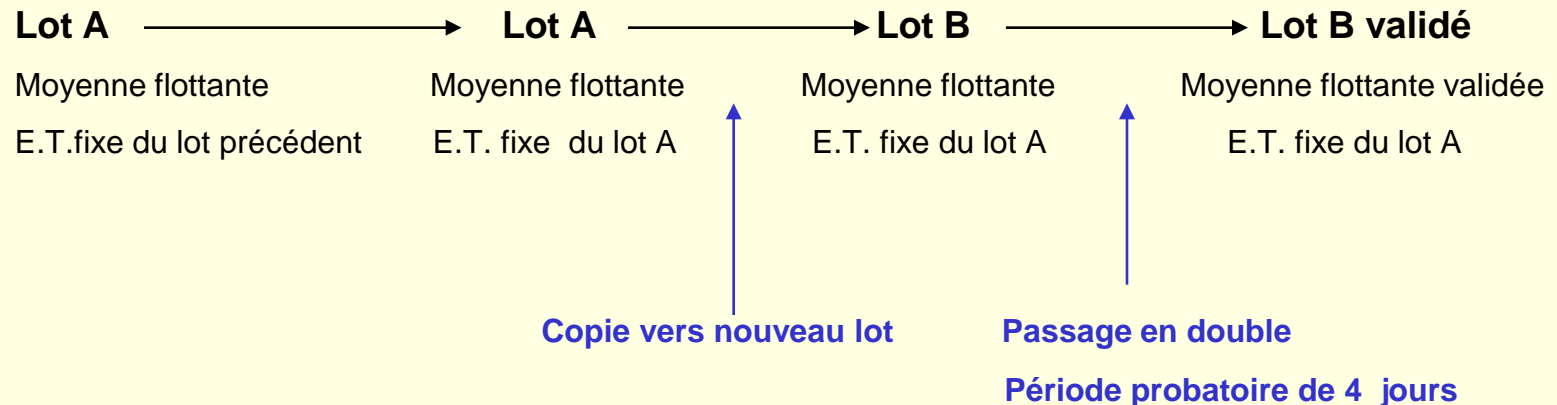 Lot A Lot A Lot B Lot B validé
Moyenne flottante Moyenne flottante Moyenne flottante Moyenne flottante validée
E.T.fixe du lot précédent E.T. fixe du lot A E.T. fixe du lot A E.T. fixe du lot A
Copie vers nouveau lot Passage en double
Période probatoire de 4 jours